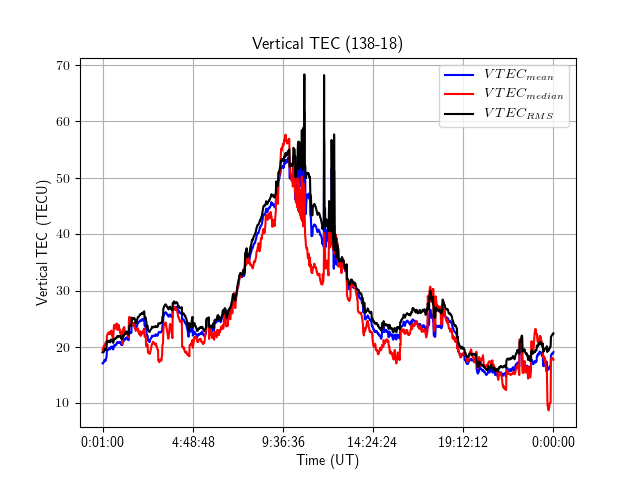 Vertical TEC (138-18)
70
60
50
40
30
20
10
Vertical TEC (TECU)
VTEC_mean
VTEC_median
VTEC_RMS
0:01:00 4:48:48 9:36:36 14:24:24 19:12:12 0:00:00
Time (UT)